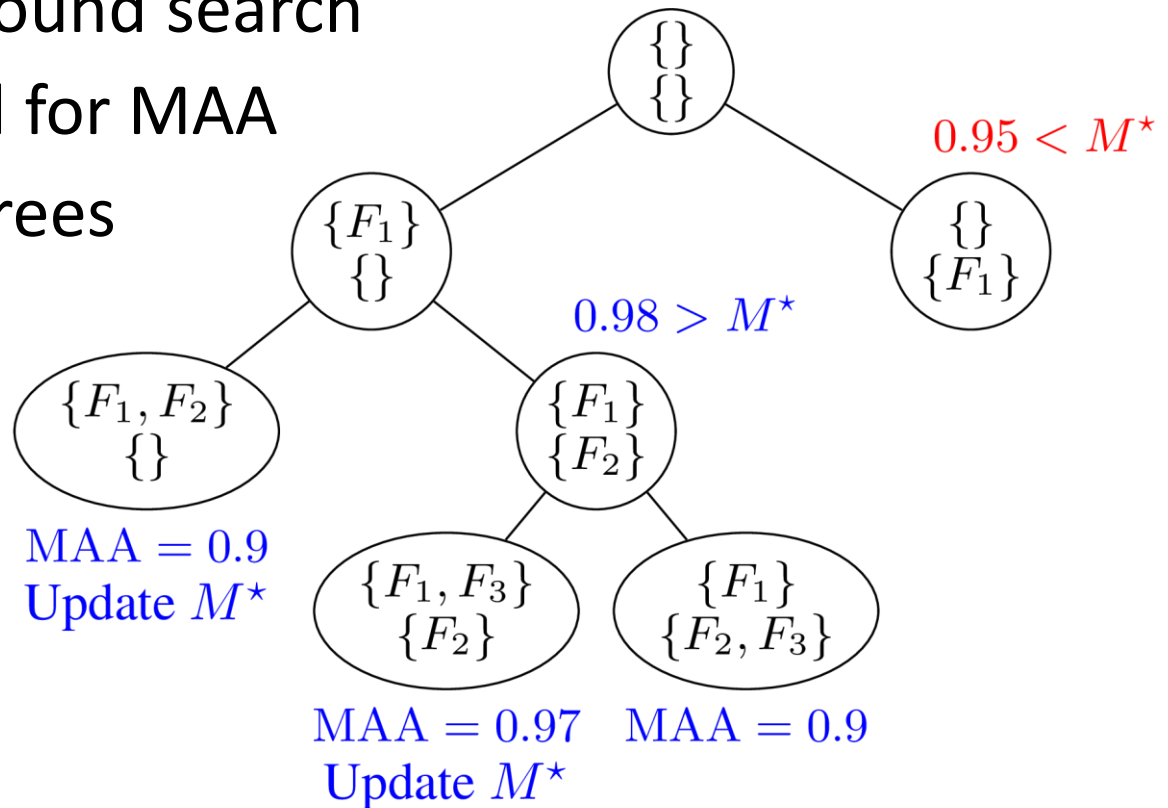 ound search
for MAA
rees
{}
{}
0.95 < M⋆
{F₁}
{}
{}
{F₁}
0.98 > M⋆
{F₁, F₂}
{}
{F₁}
{F₂}
MAA = 0.9
Update M⋆
{F₁, F₃}
{F₂}
{F₁}
{F₂, F₃}
MAA = 0.97
Update M⋆
MAA = 0.9